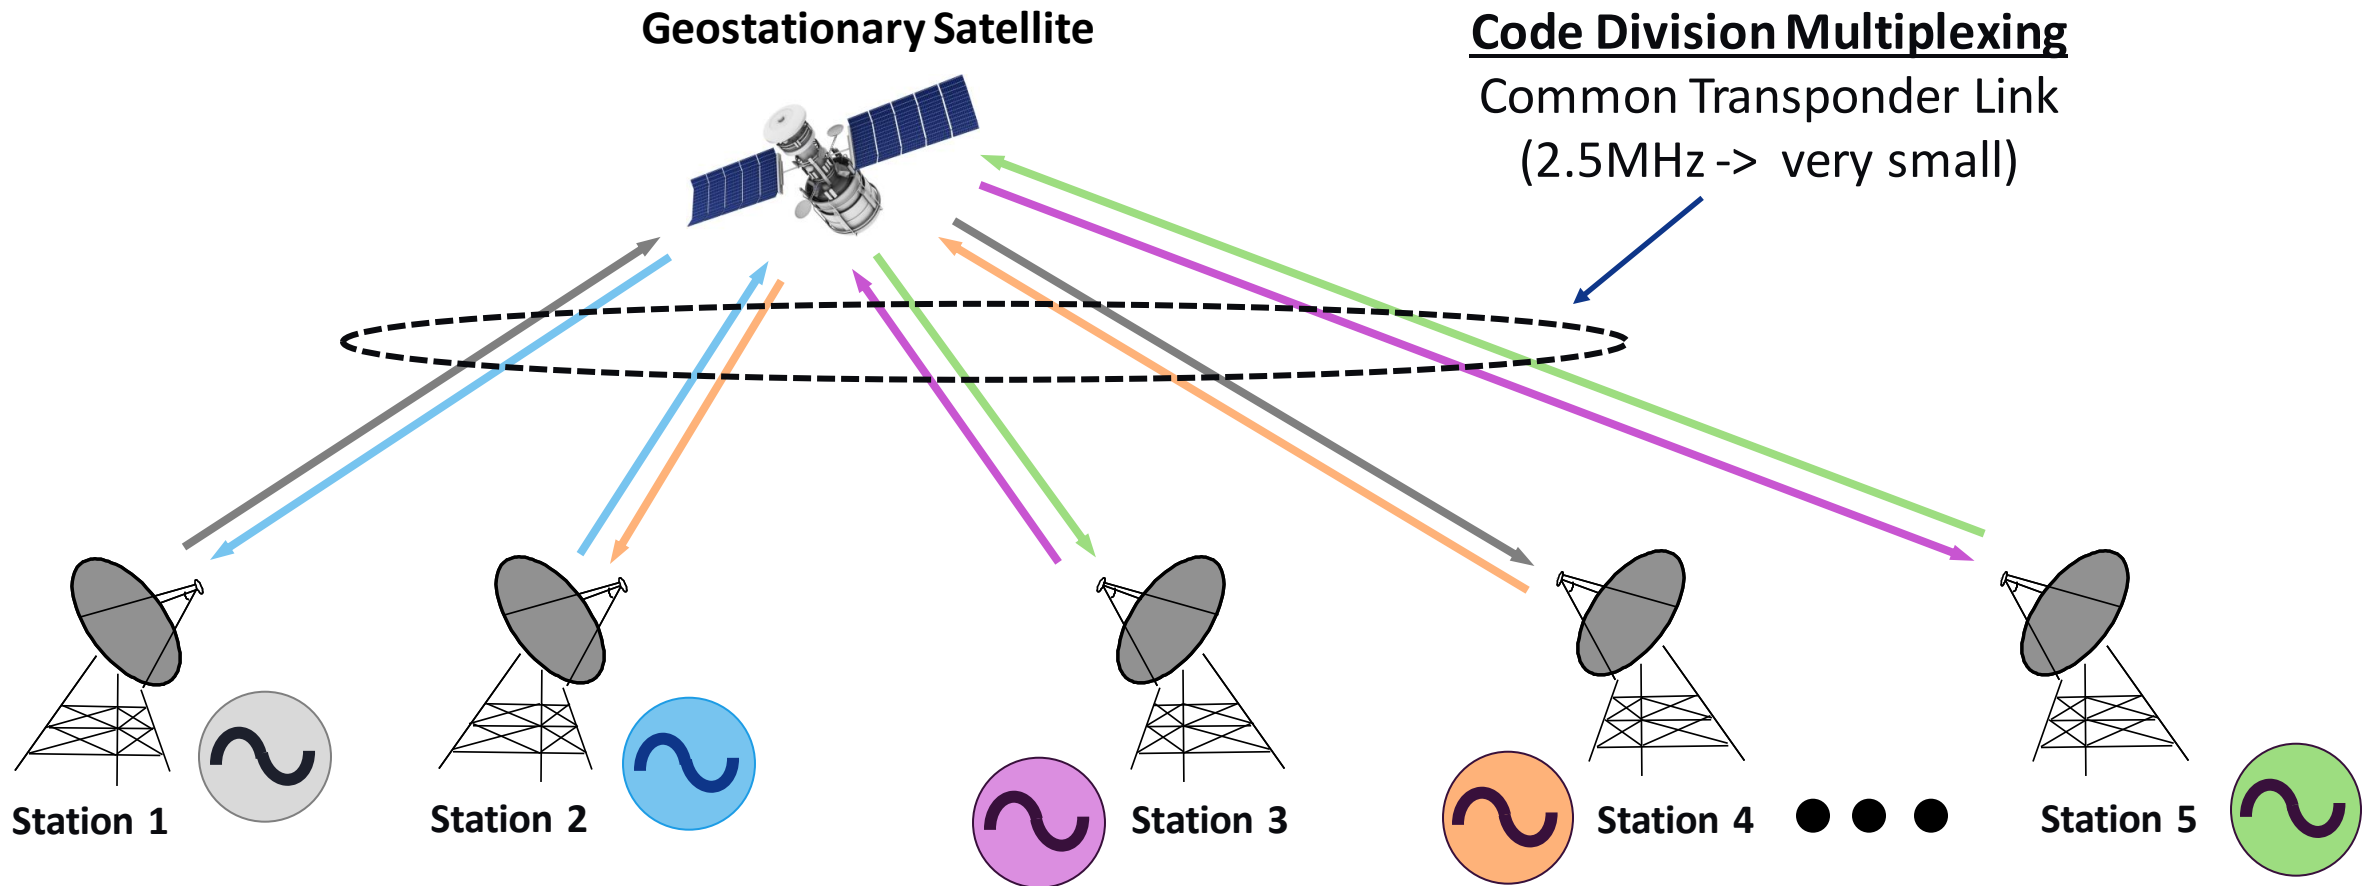 Geostationary Satellite
Code Division Multiplexing
Common Transponder Link
(2.5MHz -> very small)
Station 1
Station 2
Station 3
Station 4
Station 5